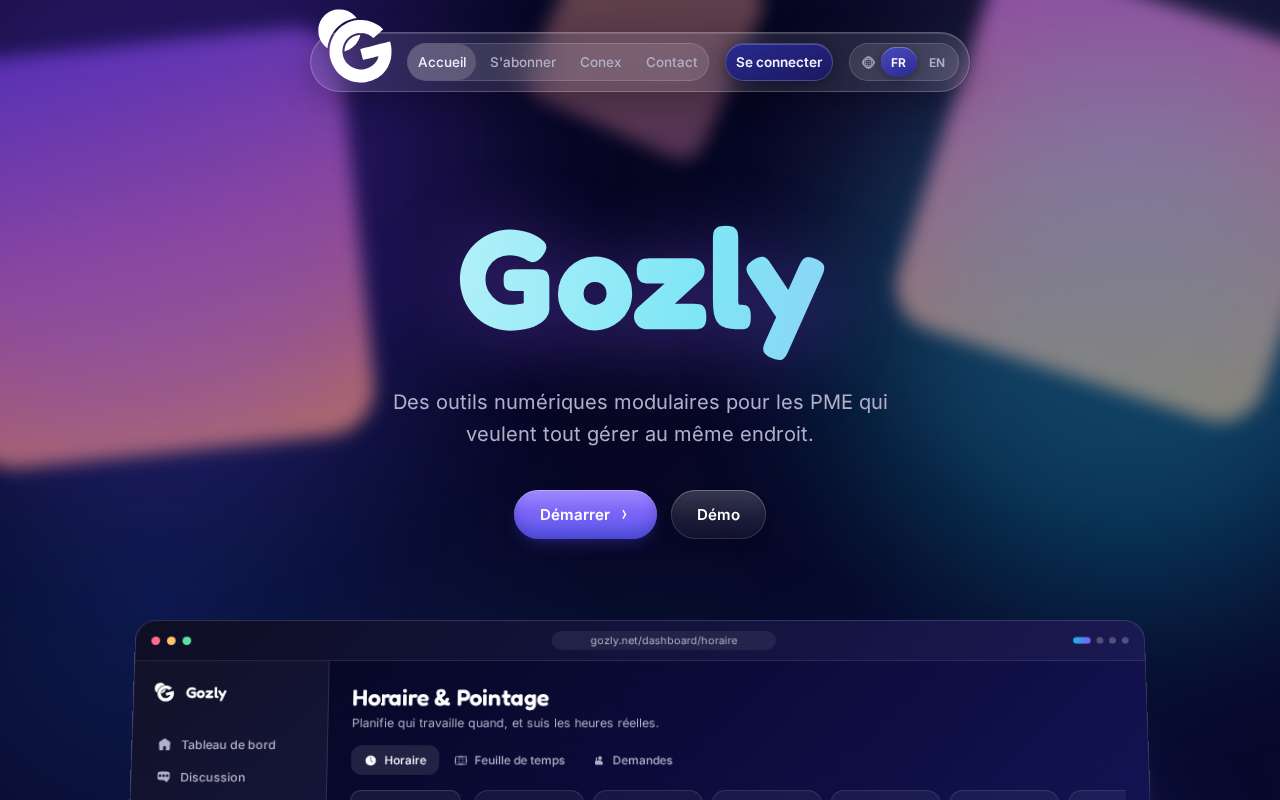 G
Accueil
S'abonner
Conex
Contact
Se connecter
FR
EN
Gozly
Des outils numériques modulaires pour les PME qui
veulent tout gérer au même endroit.
Démarrer ›
Démo
gozly.net/dashboard/horaire
G Gozly
Horaire & Pointage
Planifie qui travaille quand, et suis les heures réelles.
Tableau de bord
Discussion
Horaire
Feuille de temps
Demandes